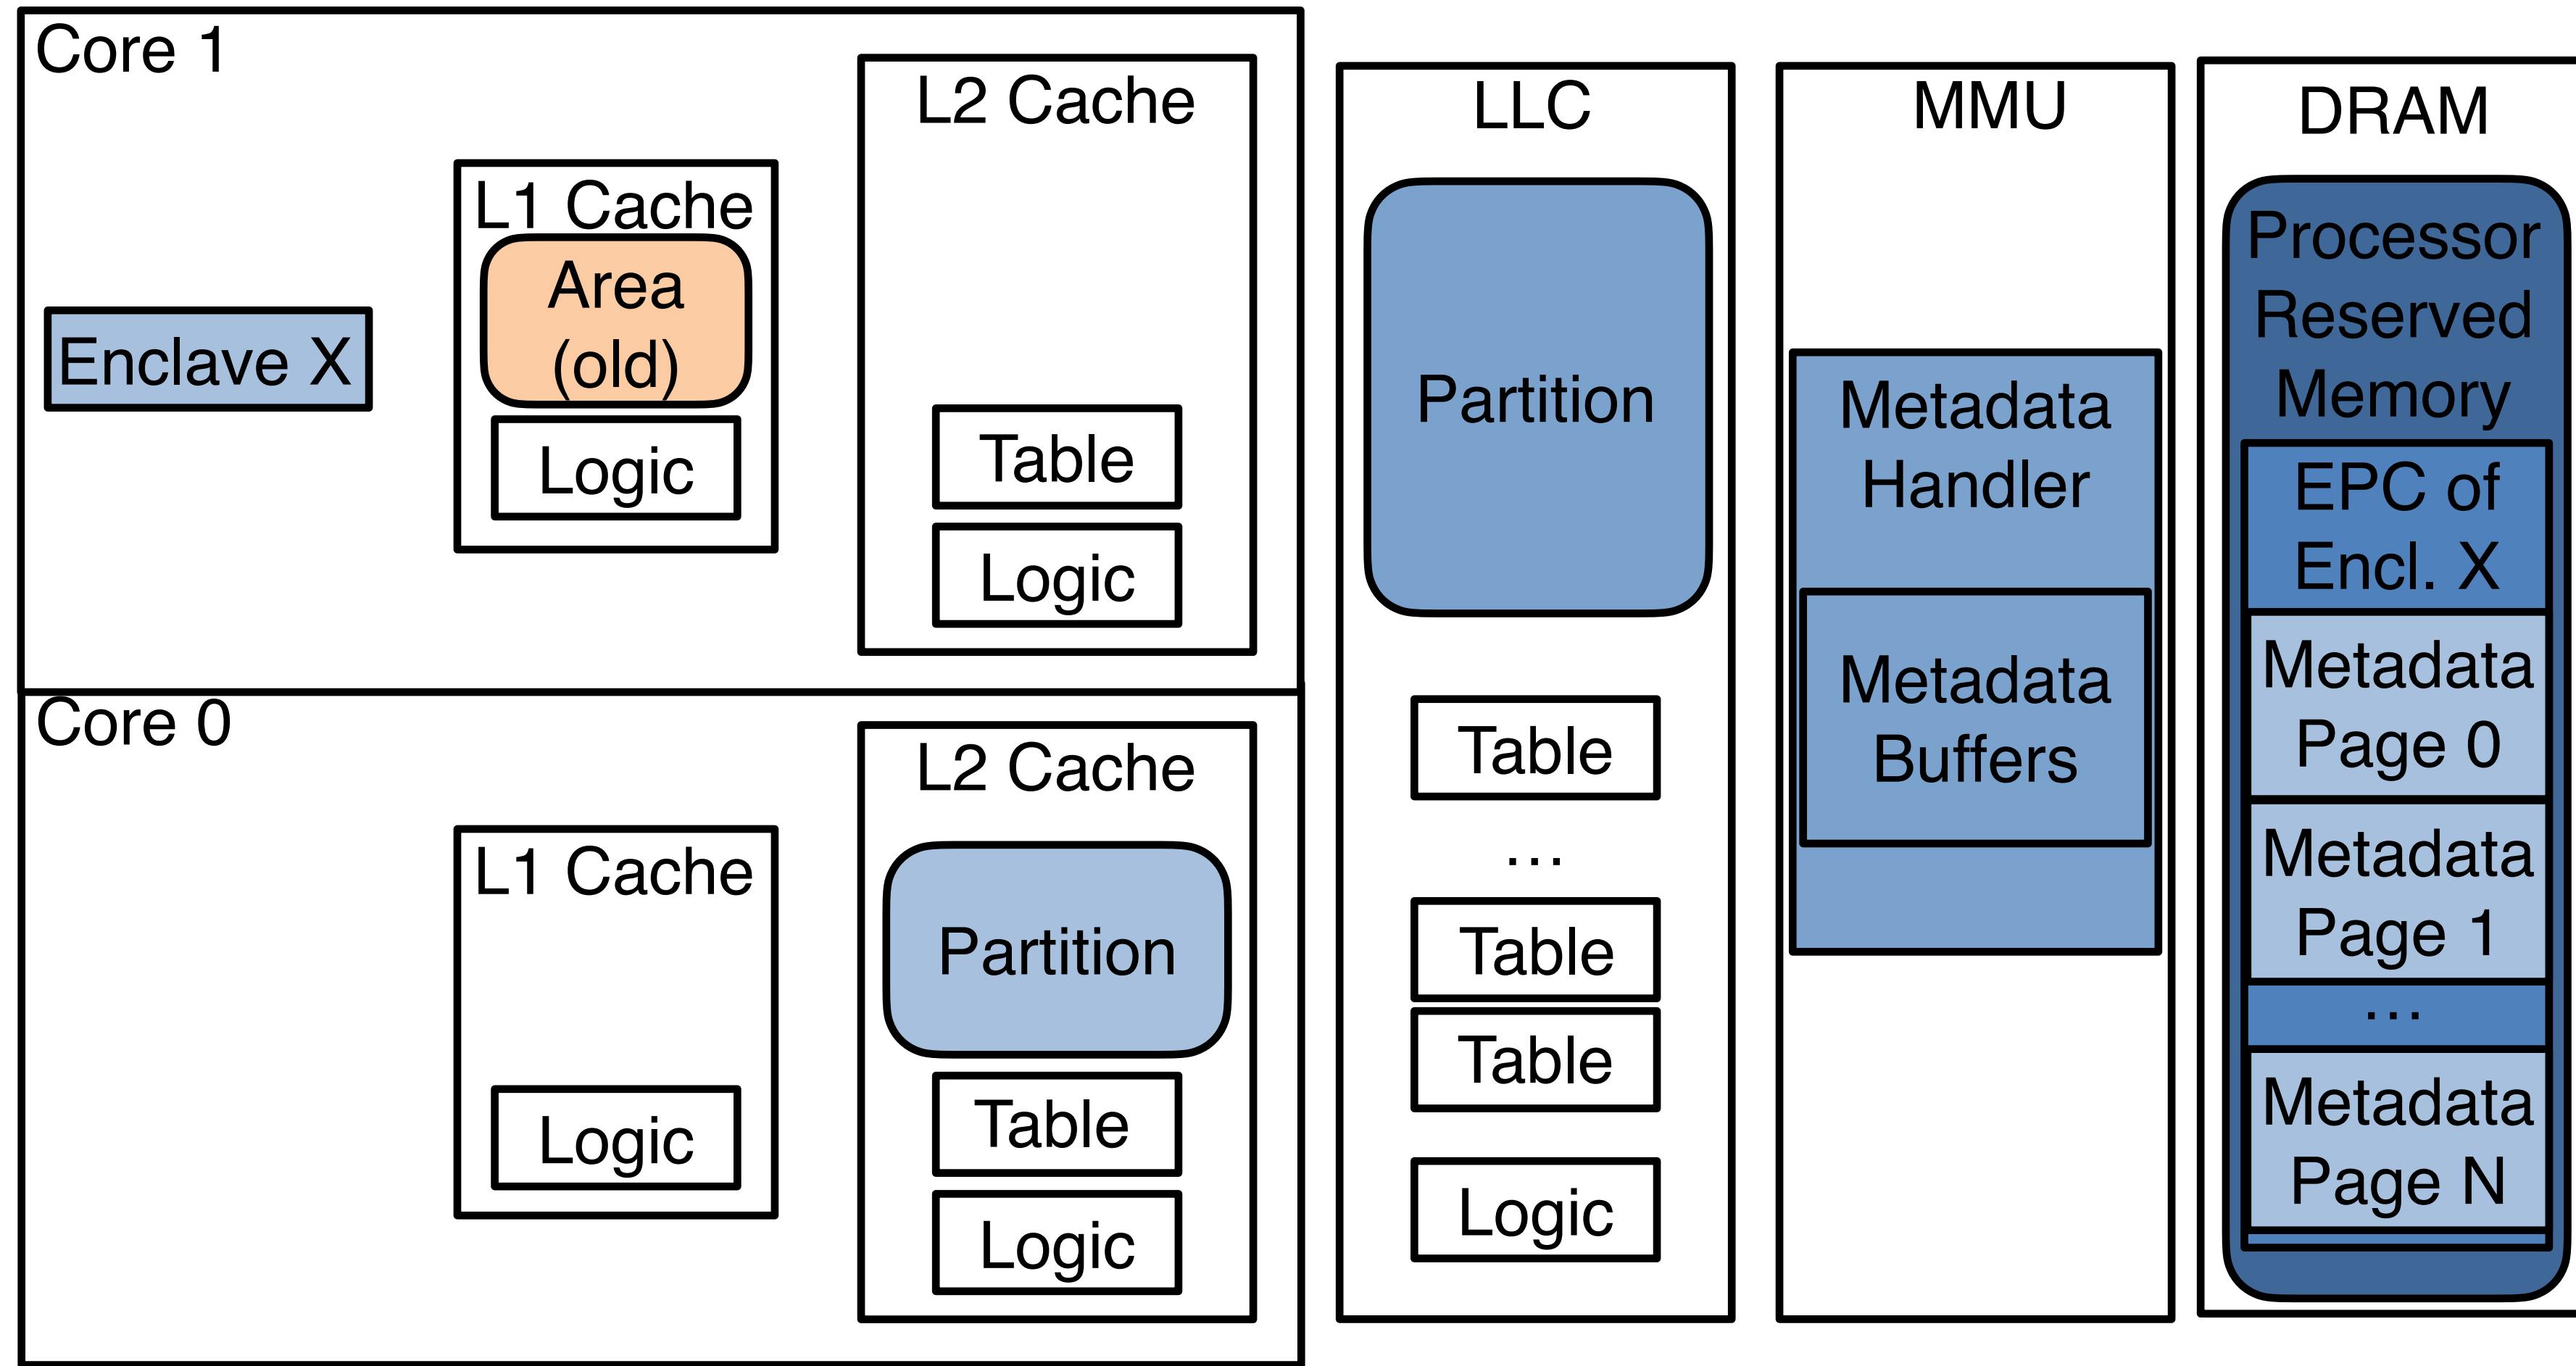 Core 1
Enclave X
L1 Cache
Area
(old)
Logic
L2 Cache
Table
Logic
Core 0
L1 Cache
Logic
L2 Cache
Partition
Table
Logic
LLC
Partition
Table
...
Table
Table
Logic
MMU
Metadata
Handler
Metadata
Buffers
DRAM
Processor
Reserved
Memory
EPC of
Encl. X
Metadata
Page 0
Metadata
Page 1
...
Metadata
Page N